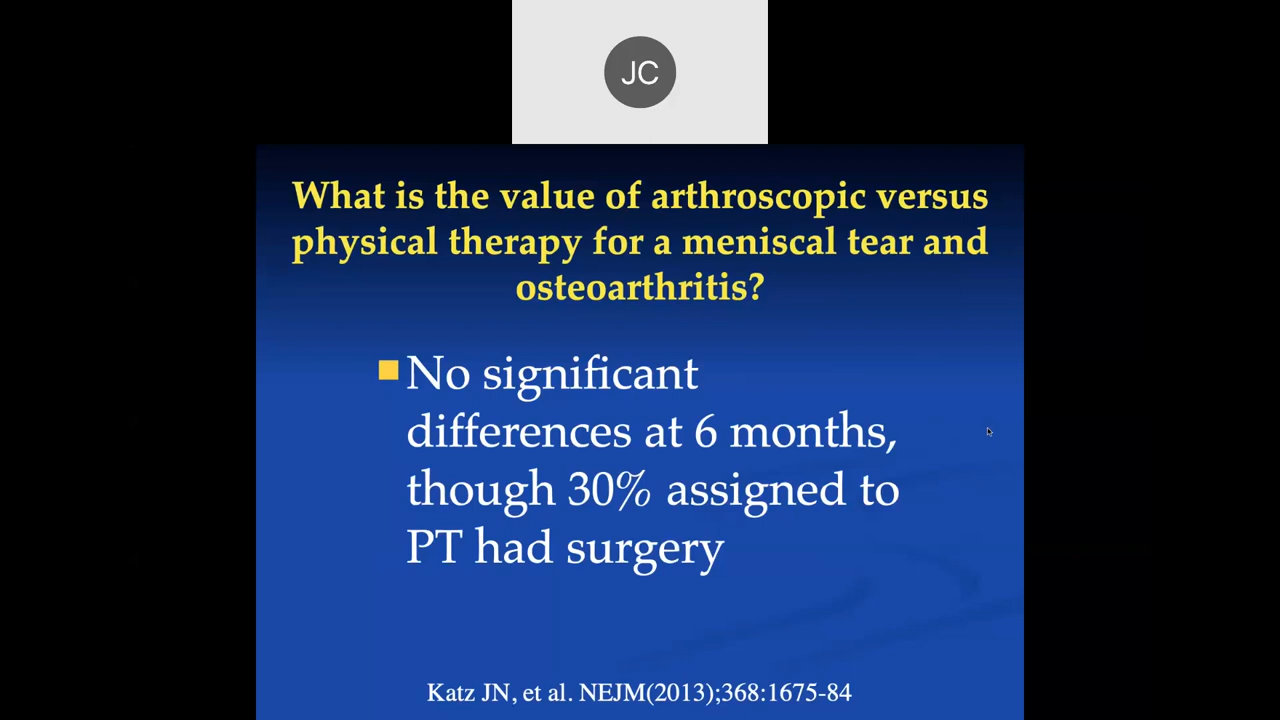 JC
What is the value of arthroscopic versus
physical therapy for a meniscal tear and
osteoarthritis?
No significant
differences at 6 months,
though 30% assigned to
PT had surgery
Katz JN, et al. NEJM(2013);368:1675-84